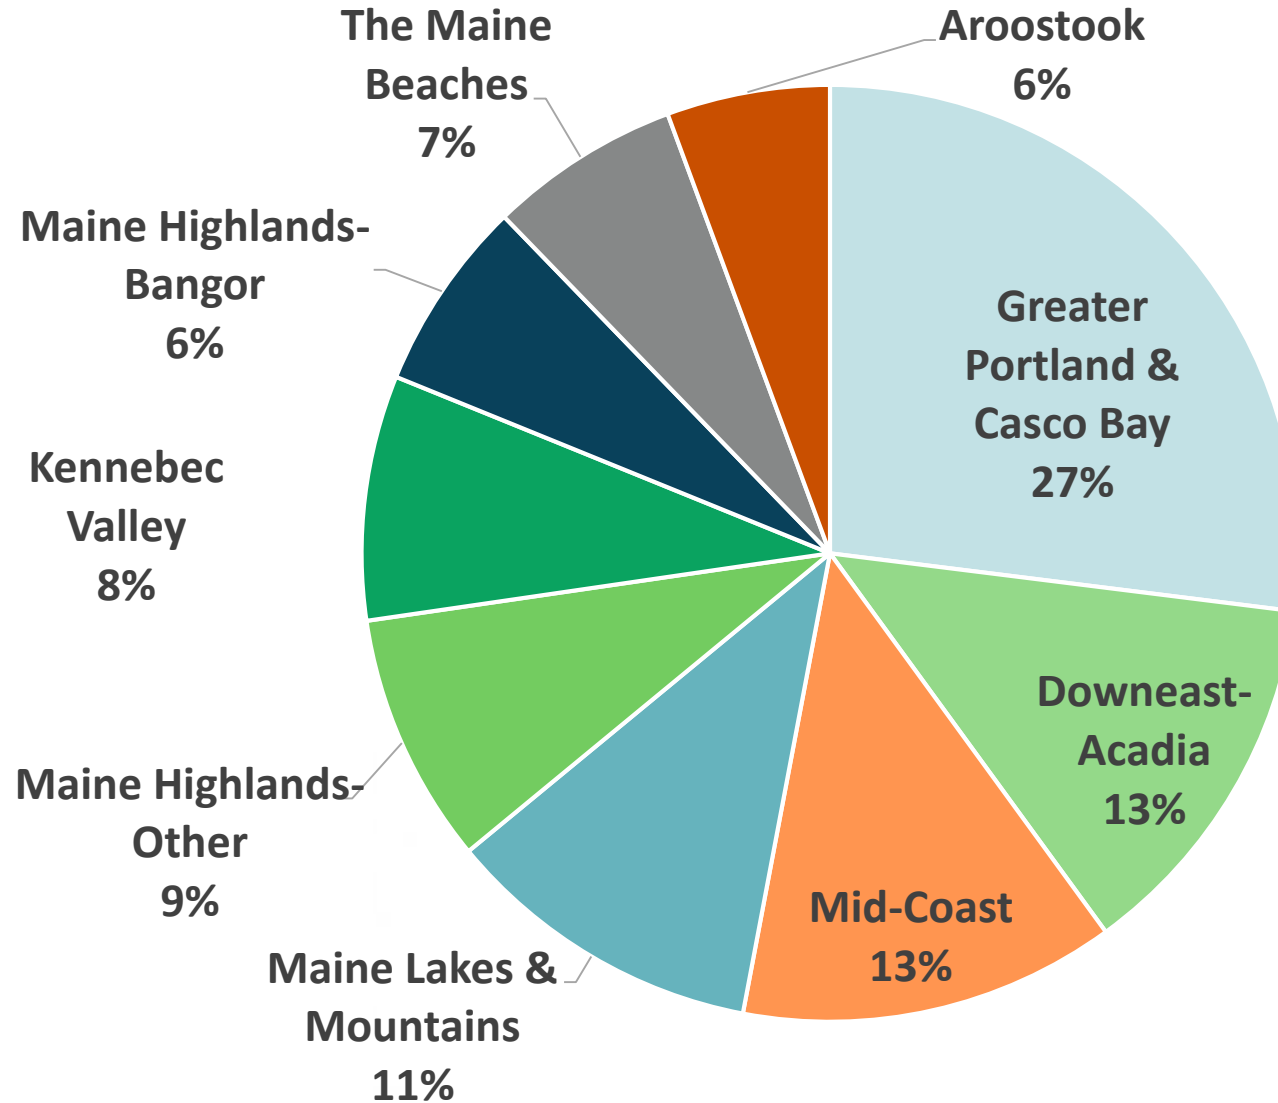 The Maine
Beaches
7%
Aroostook
6%
Maine Highlands-
Bangor
6%
Greater
Portland &
Casco Bay
27%
Kennebec
Valley
8%
Downeast-
Acadia
13%
Maine Highlands-
Other
9%
Mid-Coast
13%
Maine Lakes &
Mountains
11%